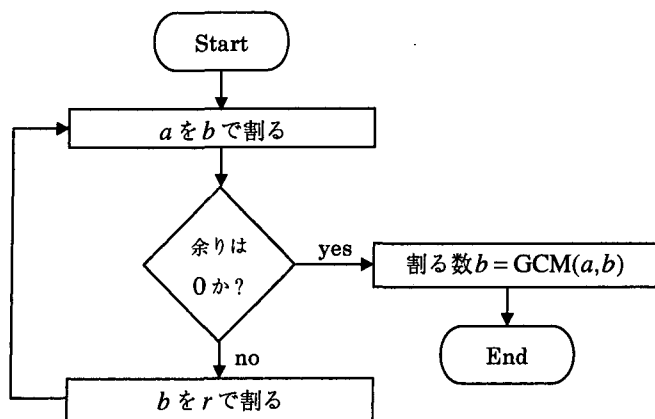 Start
aをbで割る
余りは
0か?
yes
割る数b=GCM(a,b)
no
End
bをrで割る